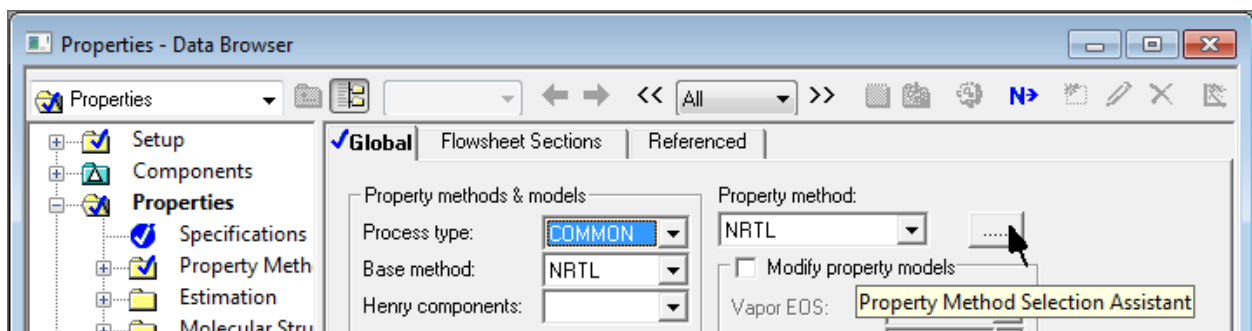 Properties - Data Browser
Properties
<< All >>
N>
Setup
Components
Properties
Specifications
Property Meth
Estimation
Molecular Stru
Global Flowsheet Sections Referenced
Property methods & models
Process type: COMMON
Base method: NRTL
Henry components:
Property method:
NRTL
.....
Modify property models
Vapor EOS:
Property Method Selection Assistant